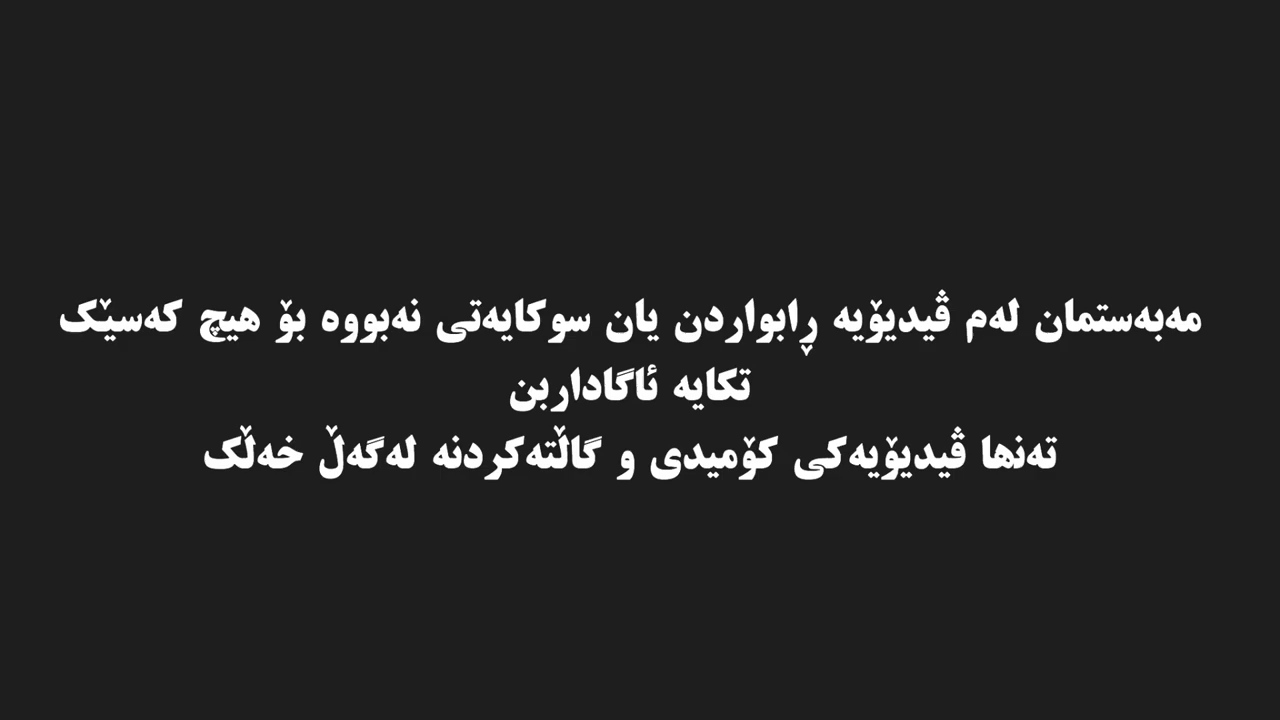 مەبەستمان لەم ڤیدیۆیە ڕابواردن یان سوکایەتی نەبووە بۆ هیچ کەسێک
تکایە ئاگاداربن
تەنها ڤیدیۆیەکی کۆمیدی و گاڵتەکردنە لەگەڵ خەڵک